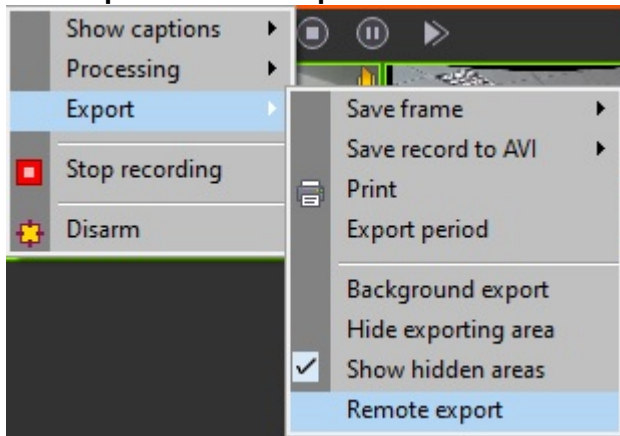 Show captions
Processing
Export
Stop recording
Disarm
Save frame
Save record to AVI
Print
Export period
Background export
Hide exporting area
Show hidden areas
Remote export